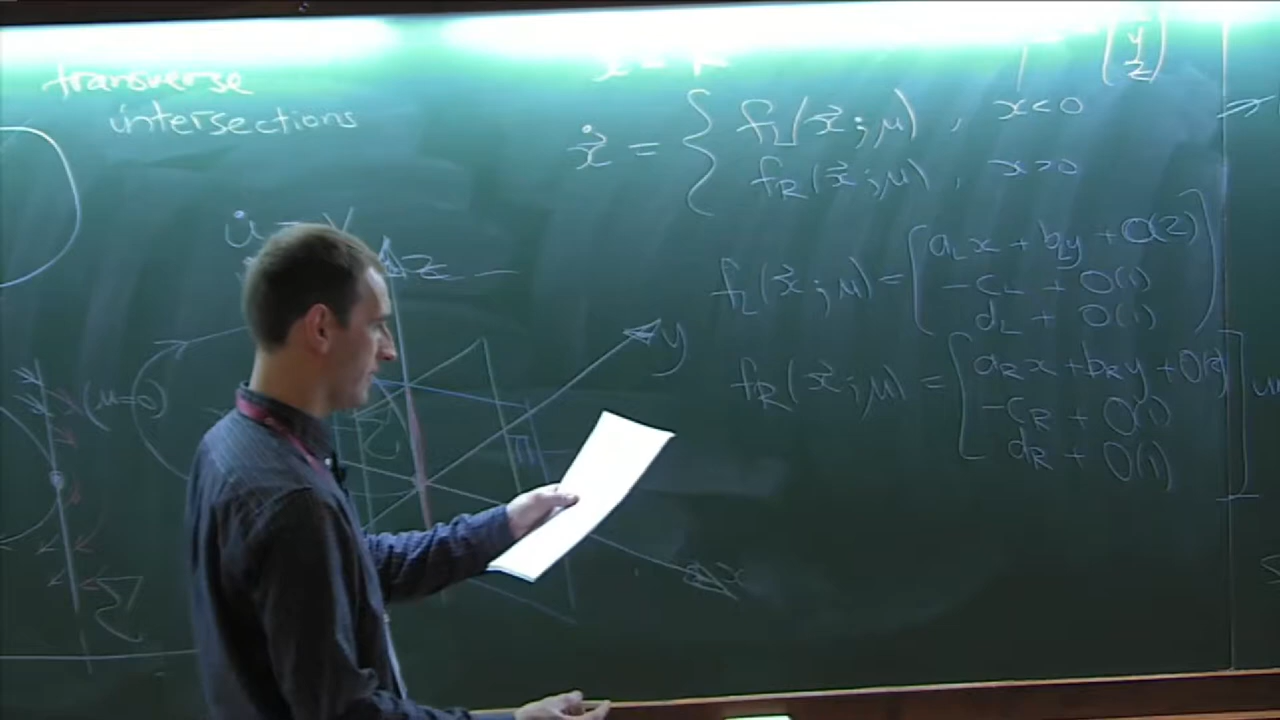 transverse
intersections
(y
z)
ẋ⃗ = { f_L(x⃗;μ) , x<0
f_R(x⃗;μ) , x>0
u̇ = V
z
y
x
(μ=0)
Σ
f_L(x⃗;μ) = [ a_L x + b_L y + O(2)
-c_L + O(1)
d_L + O(1) ]
f_R(x⃗;μ) = [ a_R x + b_R y + O(2)
-c_R + O(1)
d_R + O(1) ]